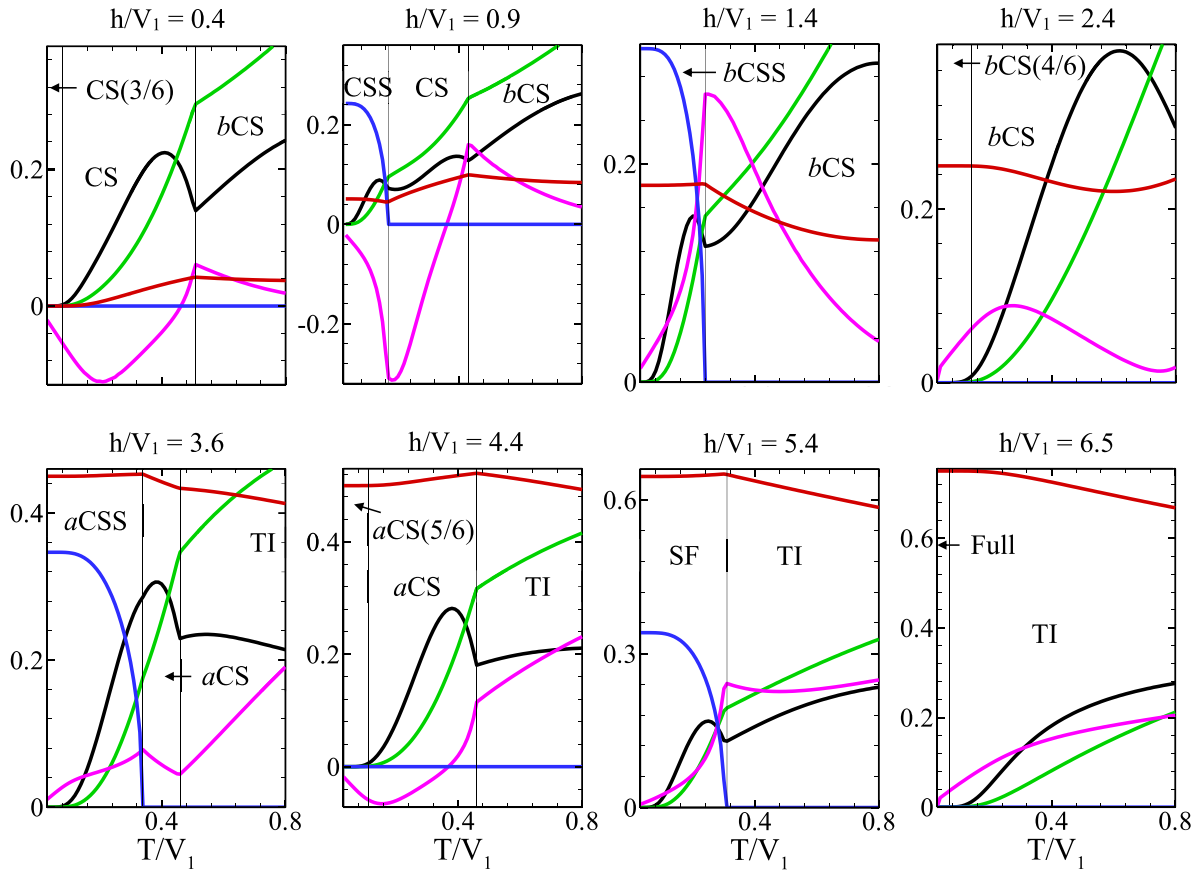 h/V₁ = 0.4
h/V₁ = 0.9
h/V₁ = 1.4
h/V₁ = 2.4
CS(3/6)
CS
bCS
0.2
0
CSS
CS
bCS
0.2
0
-0.2
bCSS
bCS
0.2
0
bCS(4/6)
bCS
0.2
0
h/V₁ = 3.6
h/V₁ = 4.4
h/V₁ = 5.4
h/V₁ = 6.5
aCSS
TI
aCS
0.4
0.2
0
0.4
0.8
T/V₁
aCS(5/6)
aCS
TI
0.4
0.2
0
0.4
0.8
T/V₁
SF
TI
0.6
0.3
0
0.4
0.8
T/V₁
Full
TI
0.6
0.4
0.2
0
0.4
0.8
T/V₁